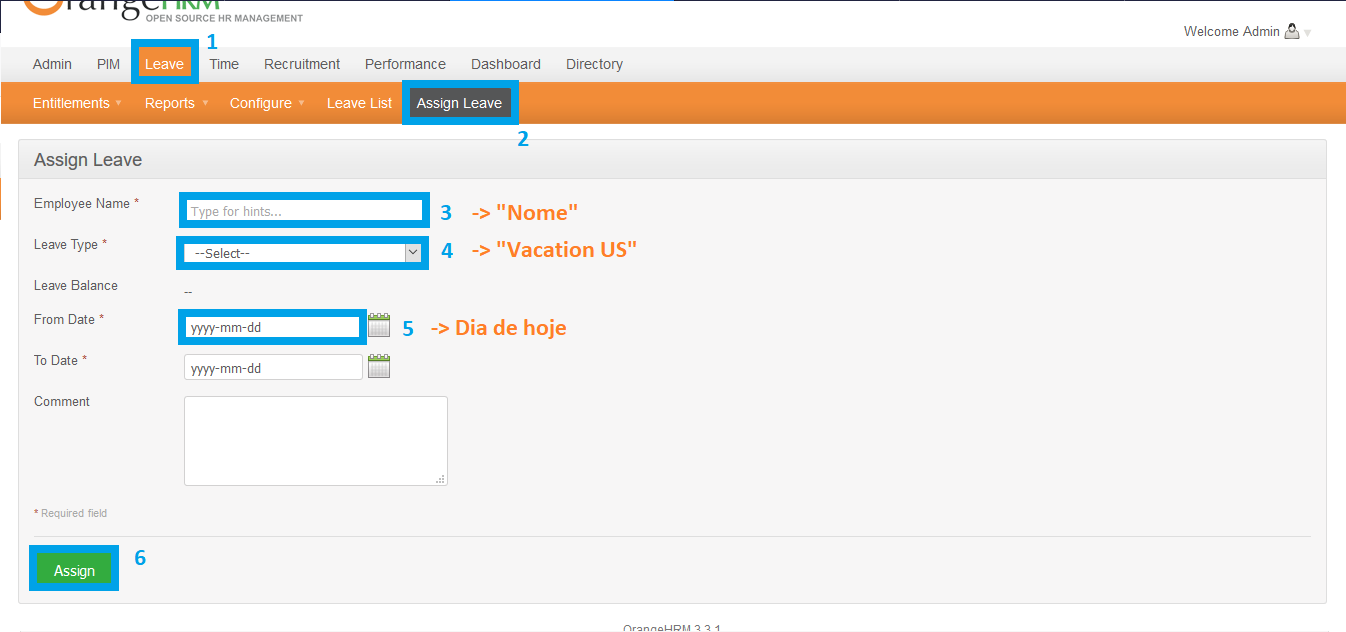 OrangeHRM
OPEN SOURCE HR MANAGEMENT
Welcome Admin
1
Admin PIM Leave Time Recruitment Performance Dashboard Directory
Entitlements Reports Configure Leave List Assign Leave
2
Assign Leave
Employee Name * Type for hints... 3 -> "Nome"
Leave Type * --Select-- 4 -> "Vacation US"
Leave Balance --
From Date * yyyy-mm-dd 5 -> Dia de hoje
To Date * yyyy-mm-dd
Comment
* Required field
Assign 6
OrangeHRM 3.3.1